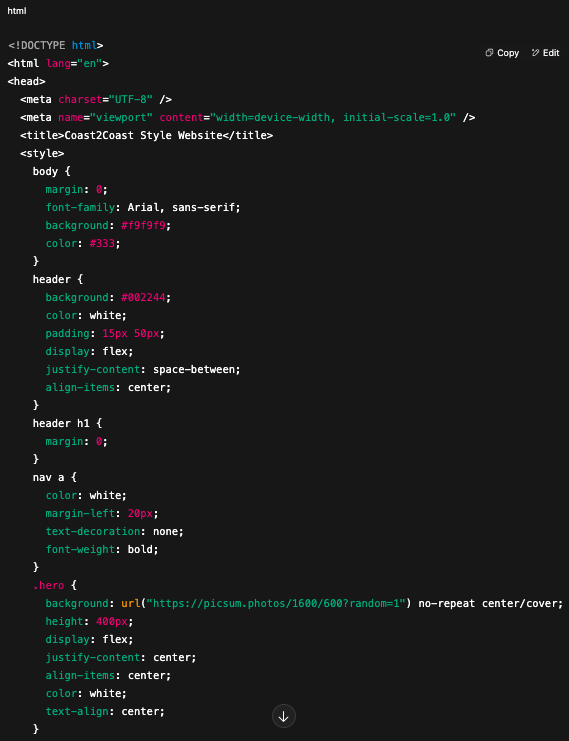 html
Copy Edit
<!DOCTYPE html>
<html lang="en">
<head>
  <meta charset="UTF-8" />
  <meta name="viewport" content="width=device-width, initial-scale=1.0" />
  <title>Coast2Coast Style Website</title>
  <style>
    body {
      margin: 0;
      font-family: Arial, sans-serif;
      background: #f9f9f9;
      color: #333;
    }
    header {
      background: #002244;
      color: white;
      padding: 15px 50px;
      display: flex;
      justify-content: space-between;
      align-items: center;
    }
    header h1 {
      margin: 0;
    }
    nav a {
      color: white;
      margin-left: 20px;
      text-decoration: none;
      font-weight: bold;
    }
    .hero {
      background: url("https://picsum.photos/1600/600?random=1") no-repeat center/cover;
      height: 400px;
      display: flex;
      justify-content: center;
      align-items: center;
      color: white;
      text-align: center;
    }